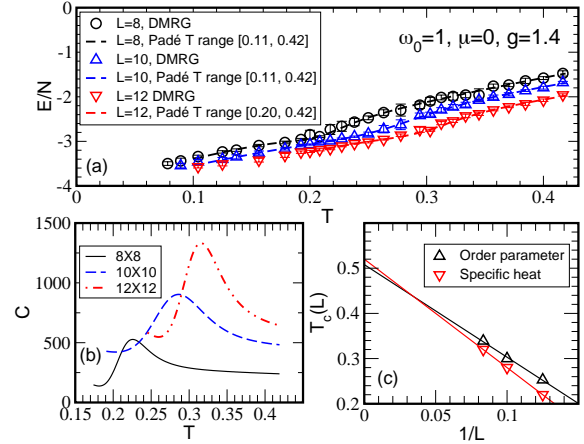 L=8, DMRG
L=8, Padé T range [0.11, 0.42]
L=10, DMRG
L=10, Padé T range [0.11, 0.42]
L=12 DMRG
L=12, Padé T range [0.20, 0.42]
ω₀=1, μ=0, g=1.4
E/N
0
-1
-2
-3
-4
(a)
0
0.1
0.2
0.3
0.4
T
1500
1000
500
0
C
8X8
10X10
12X12
(b)
0.15
0.2
0.25
0.3
0.35
0.4
T
T_c(L)
0.5
0.4
0.3
0.2
Order parameter
Specific heat
(c)
0
0.05
0.1
1/L